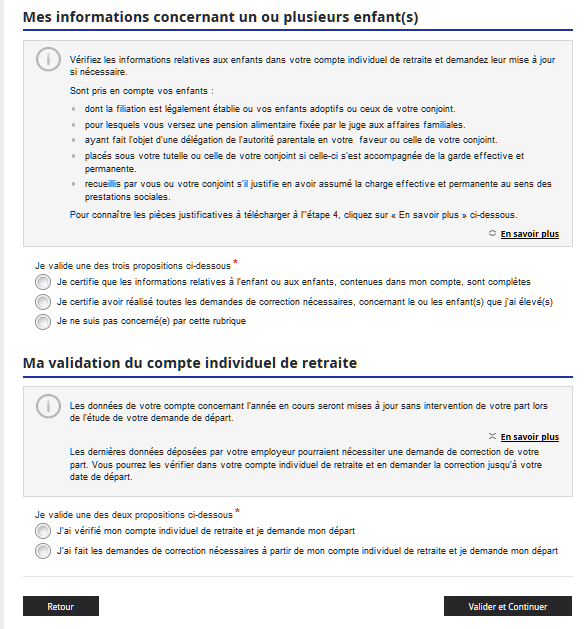 Mes informations concernant un ou plusieurs enfant(s)
Vérifiez les informations relatives aux enfants dans votre compte individuel de retraite et demandez leur mise à jour
si nécessaire.
Sont pris en compte vos enfants :
dont la filiation est légalement établie ou vos enfants adoptifs ou ceux de votre conjoint.
pour lesquels vous versez une pension alimentaire fixée par le juge aux affaires familiales.
ayant fait l'objet d'une délégation de l'autorité parentale en votre faveur ou celle de votre conjoint.
placés sous votre tutelle ou celle de votre conjoint si celle-ci s'est accompagnée de la garde effective et
permanente.
recueillis par vous ou votre conjoint s'il justifie en avoir assumé la charge effective et permanente au sens des
prestations sociales.
Pour connaître les pièces justificatives à télécharger à l''étape 4, cliquez sur « En savoir plus » ci-dessous.
En savoir plus
Je valide une des trois propositions ci-dessous *
Je certifie que les informations relatives à l'enfant ou aux enfants, contenues dans mon compte, sont complètes
Je certifie avoir réalisé toutes les demandes de correction nécessaires, concernant le ou les enfant(s) que j'ai élevé(s)
Je ne suis pas concerné(e) par cette rubrique
Ma validation du compte individuel de retraite
Les données de votre compte concernant l'année en cours seront mises à jour sans intervention de votre part lors
de l'étude de votre demande de départ.
En savoir plus
Les dernières données déposées par votre employeur pourraient nécessiter une demande de correction de votre
part. Vous pourrez les vérifier dans votre compte individuel de retraite et en demander la correction jusqu'à votre
date de départ.
Je valide une des deux propositions ci-dessous *
J'ai vérifié mon compte individuel de retraite et je demande mon départ
J'ai fait les demandes de correction nécessaires à partir de mon compte individuel de retraite et je demande mon départ
Retour
Valider et Continuer